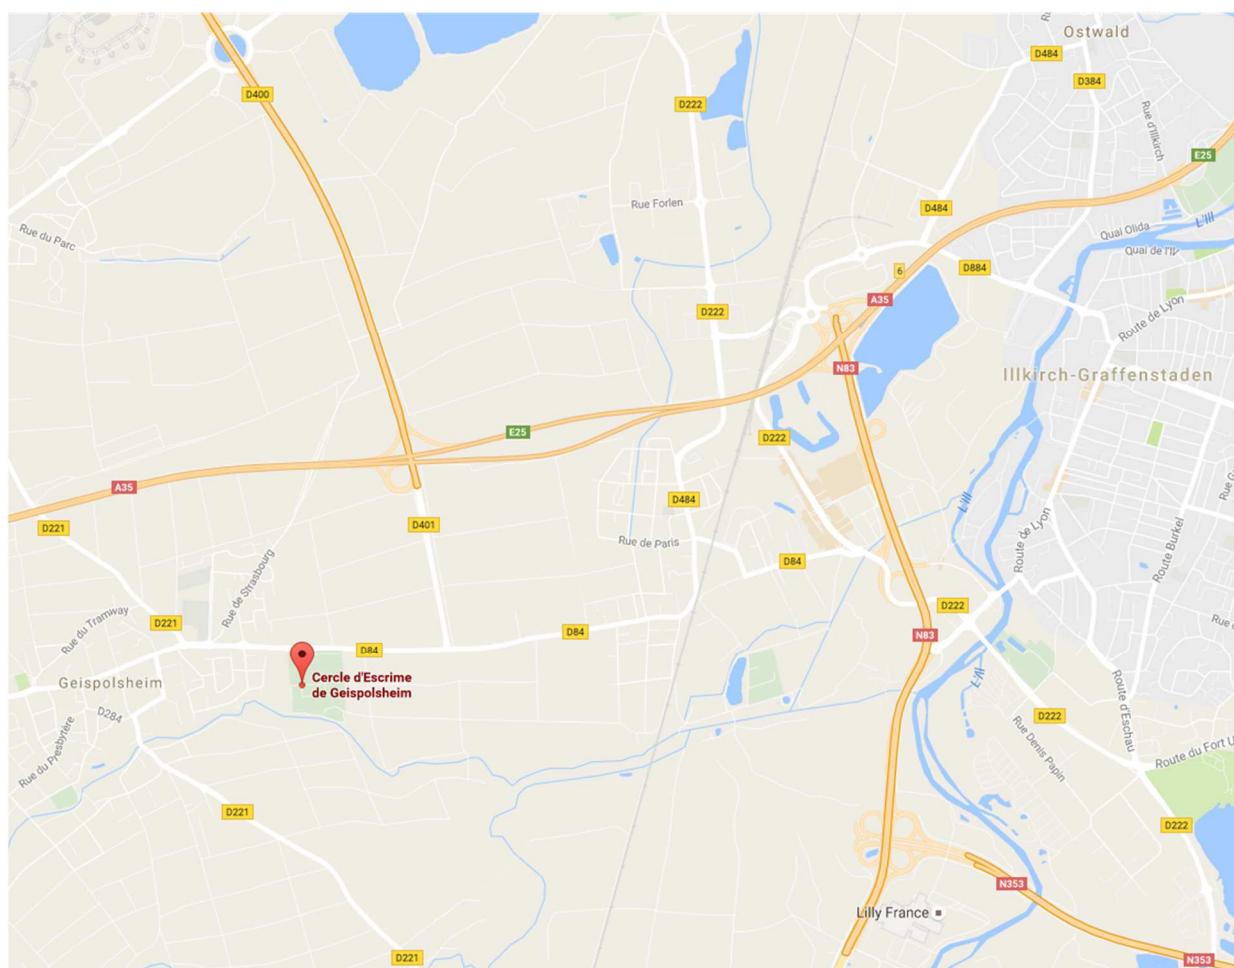 Ostwald
D484
D384
D400
D222
Rue d'Illkirch
E25
Rue Forlen
D484
L'Ill
Quai Olida
Rue du Parc
Quai de l'Ill
D884
6
A35
D222
Route de Lyon
N83
Illkirch-Graffenstaden
E25
D222
A35
D484
L'Ill
D221
D401
Route de Lyon
Route Burkel
Rue de Paris
D84
Rue de Strasbourg
D222
Rue du Tramway
D221
D84
N83
D84
Cercle d'Escrime
de Geispolsheim
Geispolsheim
L'Ill
D284
D222
Route d'Eschau
Rue du Presbytère
Rue Denis Papin
Route du Fort U
D221
D222
N353
Lilly France
D221
N353